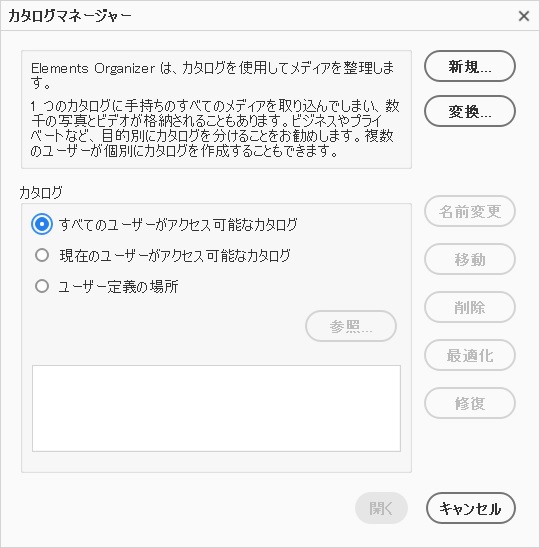 カタログマネージャー
Elements Organizer は、カタログを使用してメディアを整理しま
す。
1 つのカタログに手持ちのすべてのメディアを取り込んでしまい、数
千の写真とビデオが格納されることもあります。ビジネスやプライ
ベートなど、目的別にカタログを分けることをお勧めします。複数
のユーザーが個別にカタログを作成することもできます。
新規...
変換...
カタログ
すべてのユーザーがアクセス可能なカタログ
現在のユーザーがアクセス可能なカタログ
ユーザー定義の場所
参照...
名前変更
移動
削除
最適化
修復
開く
キャンセル